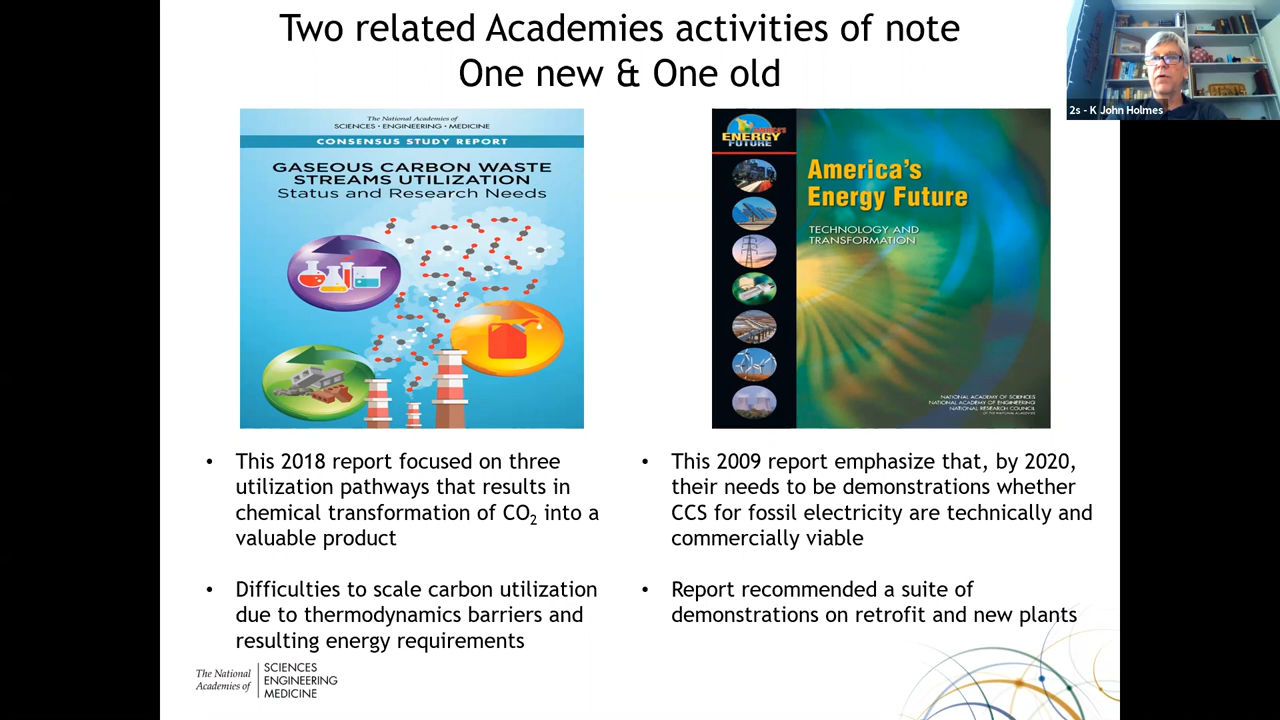 Two related Academies activities of note
One new & One old
2s - K John Holmes
The National Academies of
SCIENCES • ENGINEERING • MEDICINE
CONSENSUS STUDY REPORT
GASEOUS CARBON WASTE
STREAMS UTILIZATION
Status and Research Needs
AMERICA'S
ENERGY
FUTURE
America's
Energy Future
TECHNOLOGY AND
TRANSFORMATION
NATIONAL ACADEMY OF SCIENCES
NATIONAL ACADEMY OF ENGINEERING
NATIONAL RESEARCH COUNCIL
OF THE NATIONAL ACADEMIES
• This 2018 report focused on three
utilization pathways that results in
chemical transformation of CO₂ into a
valuable product
• Difficulties to scale carbon utilization
due to thermodynamics barriers and
resulting energy requirements
• This 2009 report emphasize that, by 2020,
their needs to be demonstrations whether
CCS for fossil electricity are technically and
commercially viable
• Report recommended a suite of
demonstrations on retrofit and new plants
The National
Academies of
SCIENCES
ENGINEERING
MEDICINE